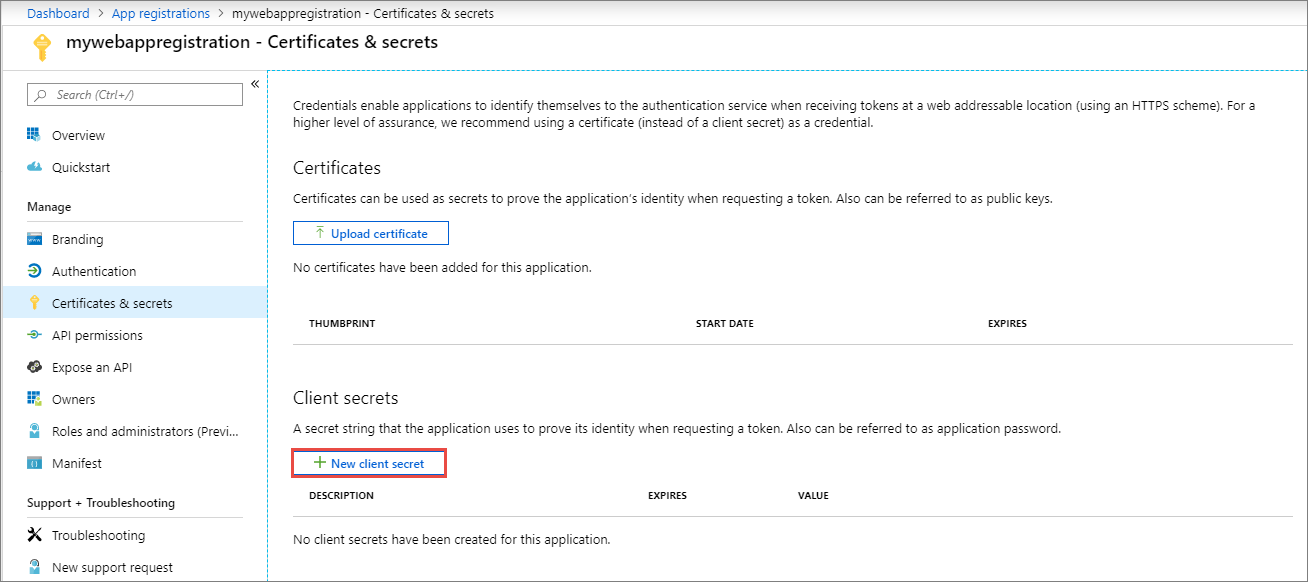 Dashboard > App registrations > mywebappregistration - Certificates & secrets
mywebappregistration - Certificates & secrets
Search (Ctrl+/)
«
Overview
Quickstart
Manage
Branding
Authentication
Certificates & secrets
API permissions
Expose an API
Owners
Roles and administrators (Previ...
Manifest
Support + Troubleshooting
Troubleshooting
New support request
Credentials enable applications to identify themselves to the authentication service when receiving tokens at a web addressable location (using an HTTPS scheme). For a
higher level of assurance, we recommend using a certificate (instead of a client secret) as a credential.
Certificates
Certificates can be used as secrets to prove the application's identity when requesting a token. Also can be referred to as public keys.
Upload certificate
No certificates have been added for this application.
THUMBPRINT START DATE EXPIRES
Client secrets
A secret string that the application uses to prove its identity when requesting a token. Also can be referred to as application password.
New client secret
DESCRIPTION EXPIRES VALUE
No client secrets have been created for this application.